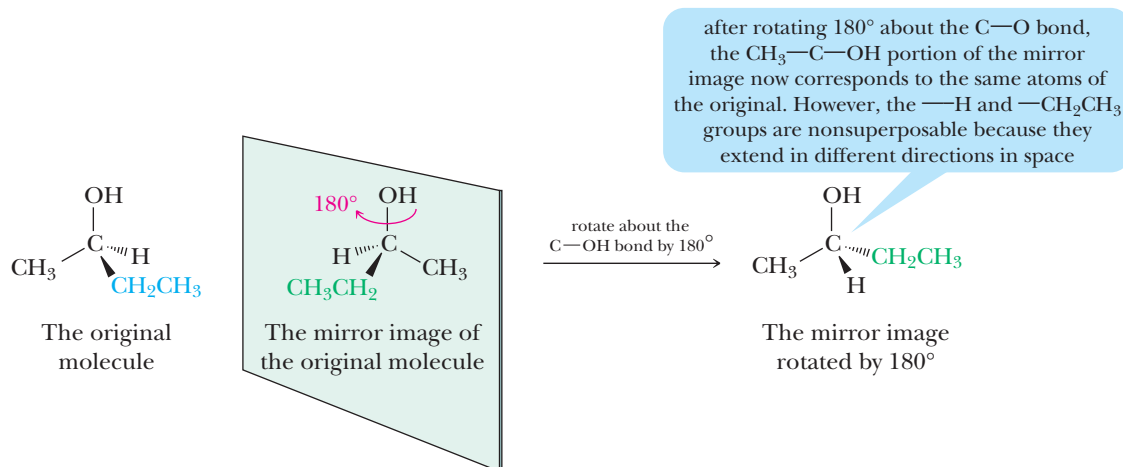 after rotating 180° about the C—O bond,
the CH₃—C—OH portion of the mirror
image now corresponds to the same atoms of
the original. However, the —H and —CH₂CH₃
groups are nonsuperposable because they
extend in different directions in space
OH
C
H
CH₃
CH₂CH₃
The original
molecule
180°
OH
H
C
CH₃
CH₃CH₂
The mirror image of
the original molecule
rotate about the
C—OH bond by 180°
OH
C
CH₃
CH₂CH₃
H
The mirror image
rotated by 180°